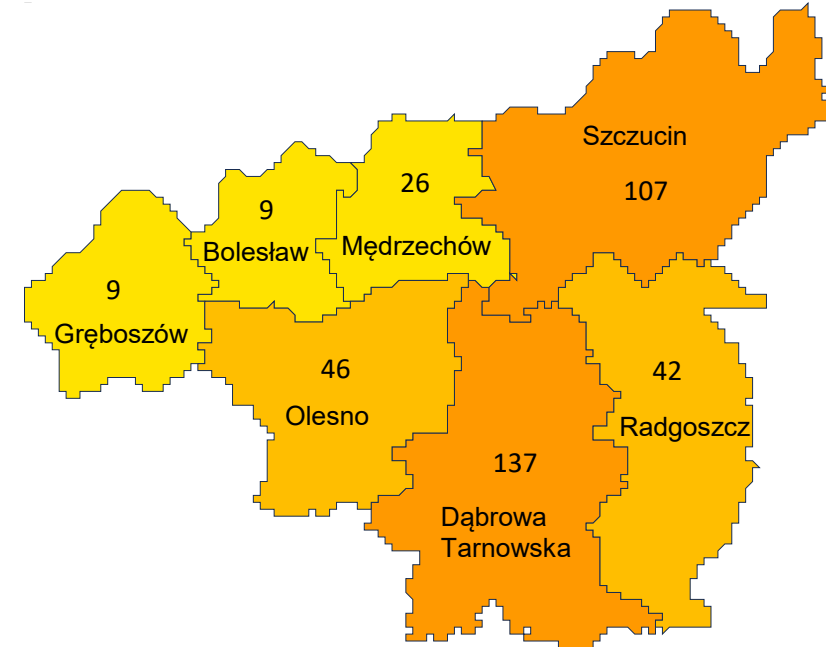 Szczucin
107
26
Mędrzechów
9
Bolesław
9
Gręboszów
46
Olesno
42
Radgoszcz
137
Dąbrowa
Tarnowska